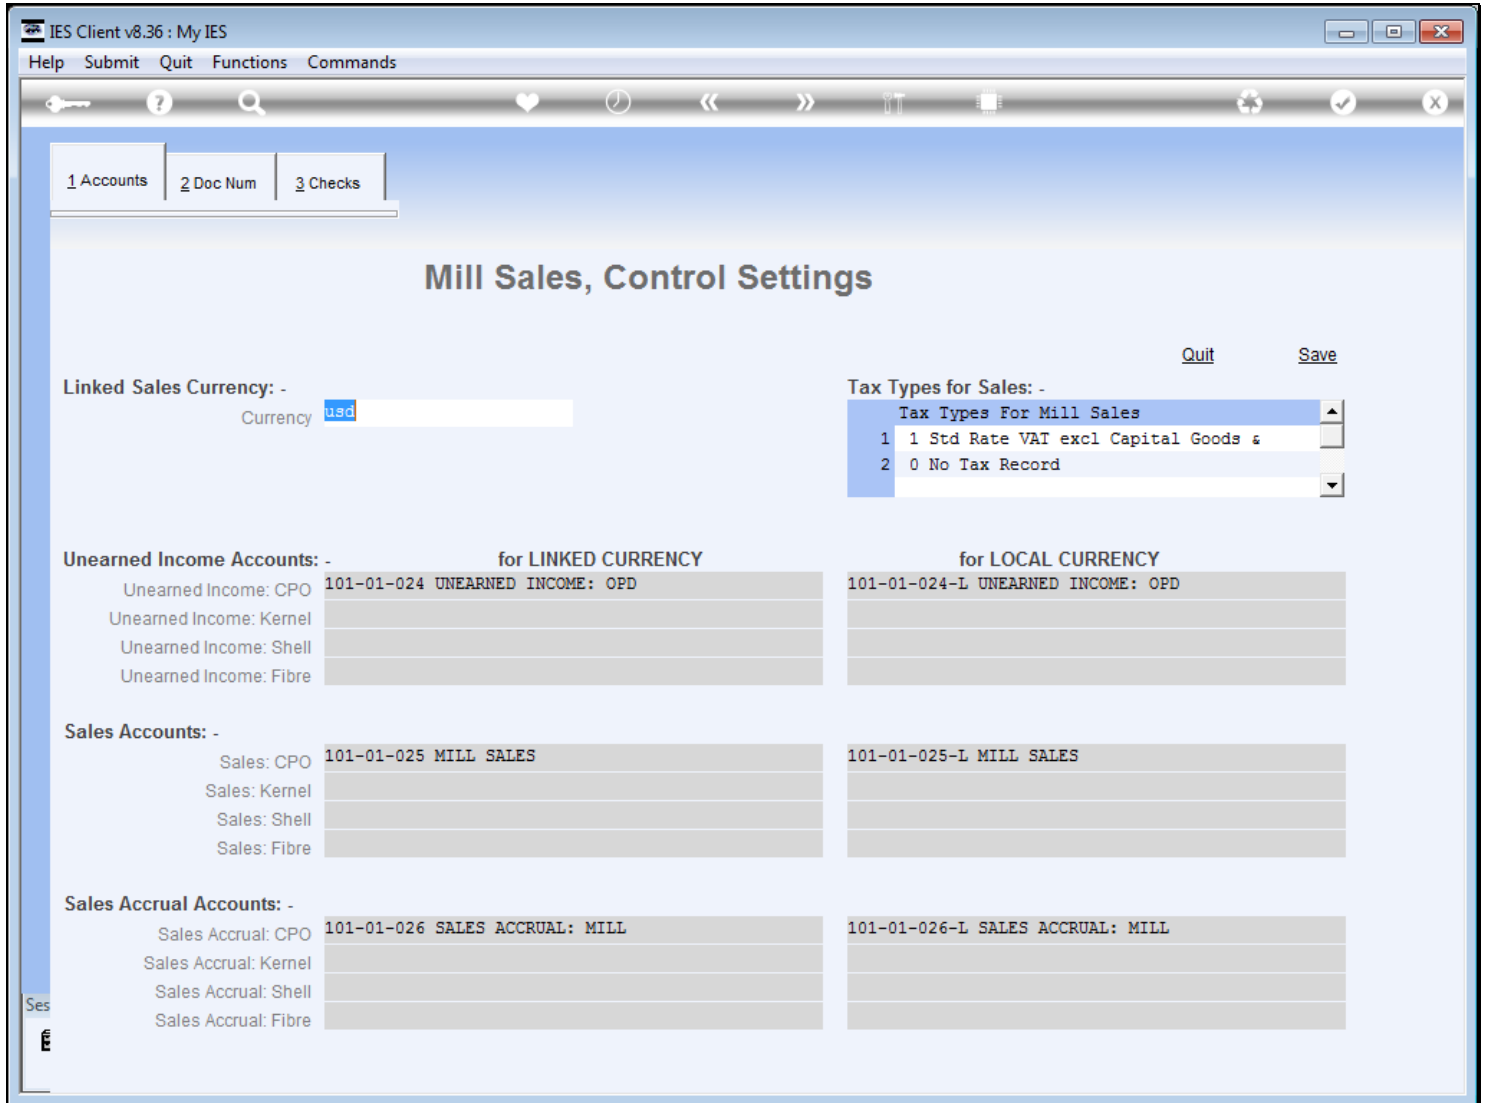 IES Client v8.36 : My IES
Help Submit Quit Functions Commands
1 Accounts 2 Doc Num 3 Checks
Mill Sales, Control Settings
Quit Save
Linked Sales Currency: - Tax Types for Sales: -
Currency usd
Tax Types For Mill Sales
1 1 Std Rate VAT excl Capital Goods &
2 0 No Tax Record
Unearned Income Accounts: - for LINKED CURRENCY for LOCAL CURRENCY
Unearned Income: CPO 101-01-024 UNEARNED INCOME: OPD 101-01-024-L UNEARNED INCOME: OPD
Unearned Income: Kernel
Unearned Income: Shell
Unearned Income: Fibre
Sales Accounts: -
Sales: CPO 101-01-025 MILL SALES 101-01-025-L MILL SALES
Sales: Kernel
Sales: Shell
Sales: Fibre
Sales Accrual Accounts: -
Sales Accrual: CPO 101-01-026 SALES ACCRUAL: MILL 101-01-026-L SALES ACCRUAL: MILL
Sales Accrual: Kernel
Sales Accrual: Shell
Ses
Sales Accrual: Fibre